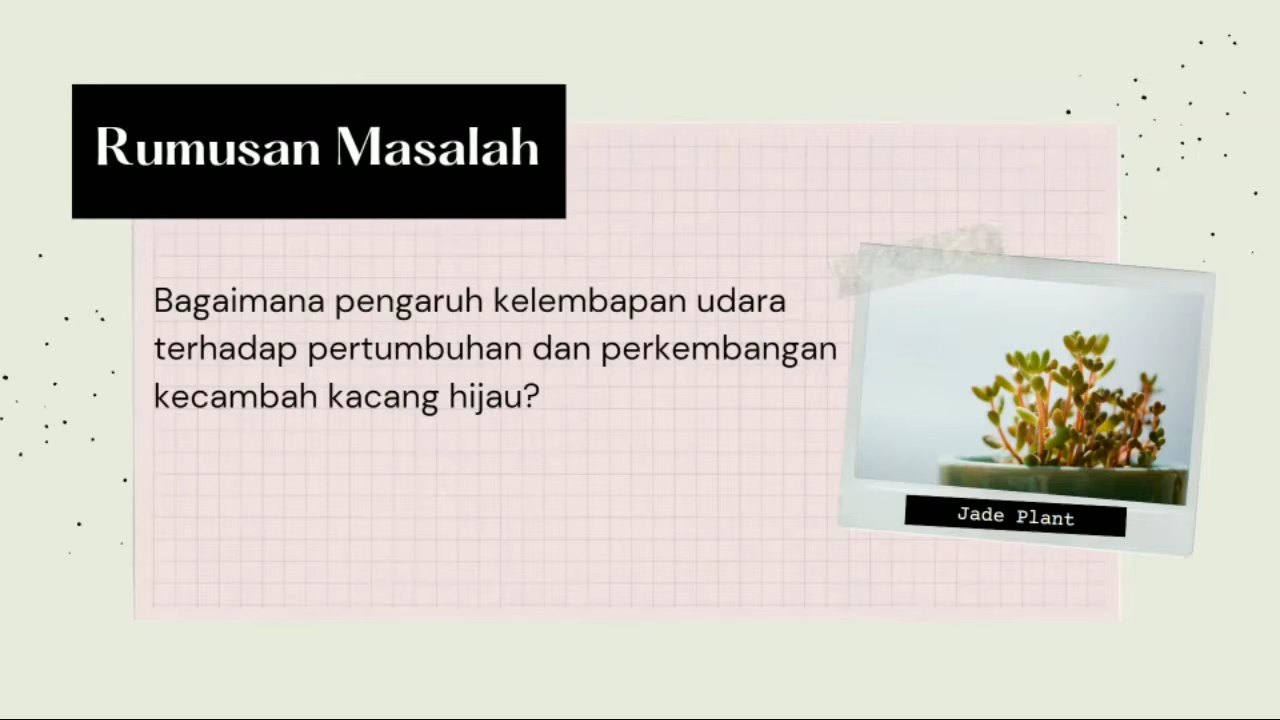 Rumusan Masalah
Bagaimana pengaruh kelembapan udara
terhadap pertumbuhan dan perkembangan
kecambah kacang hijau?
Jade Plant